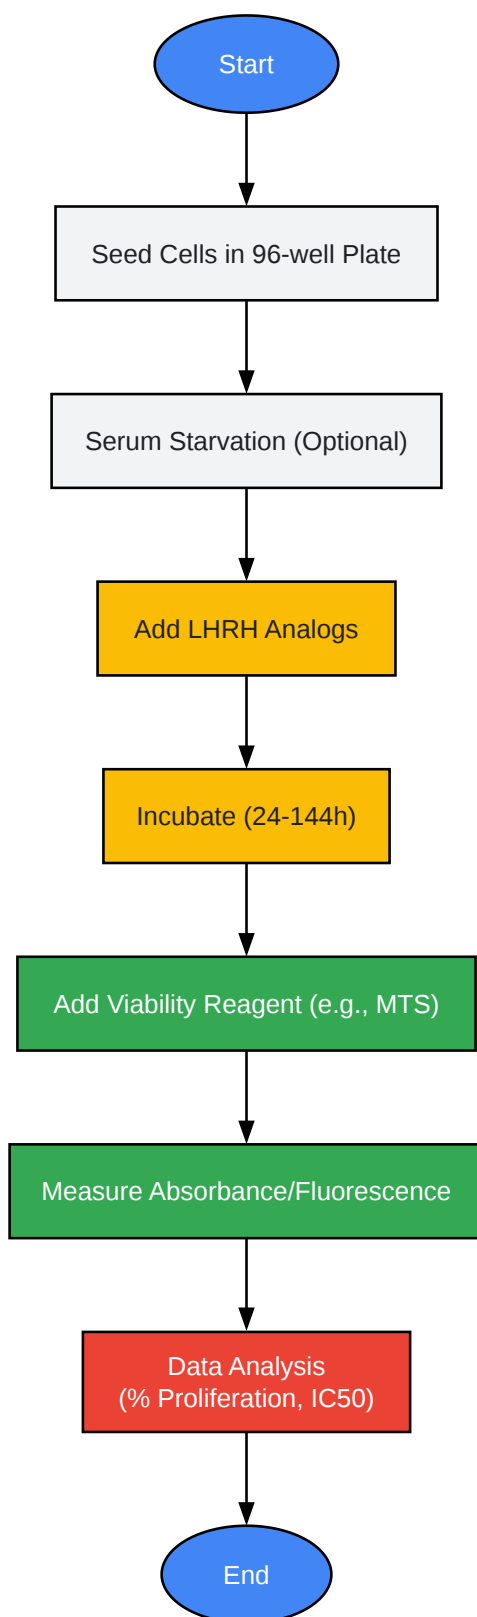 Start
Seed Cells in 96-well Plate
Serum Starvation (Optional)
Add LHRH Analogs
Incubate (24-144h)
Add Viability Reagent (e.g., MTS)
Measure Absorbance/Fluorescence
Data Analysis
(% Proliferation, IC50)
End